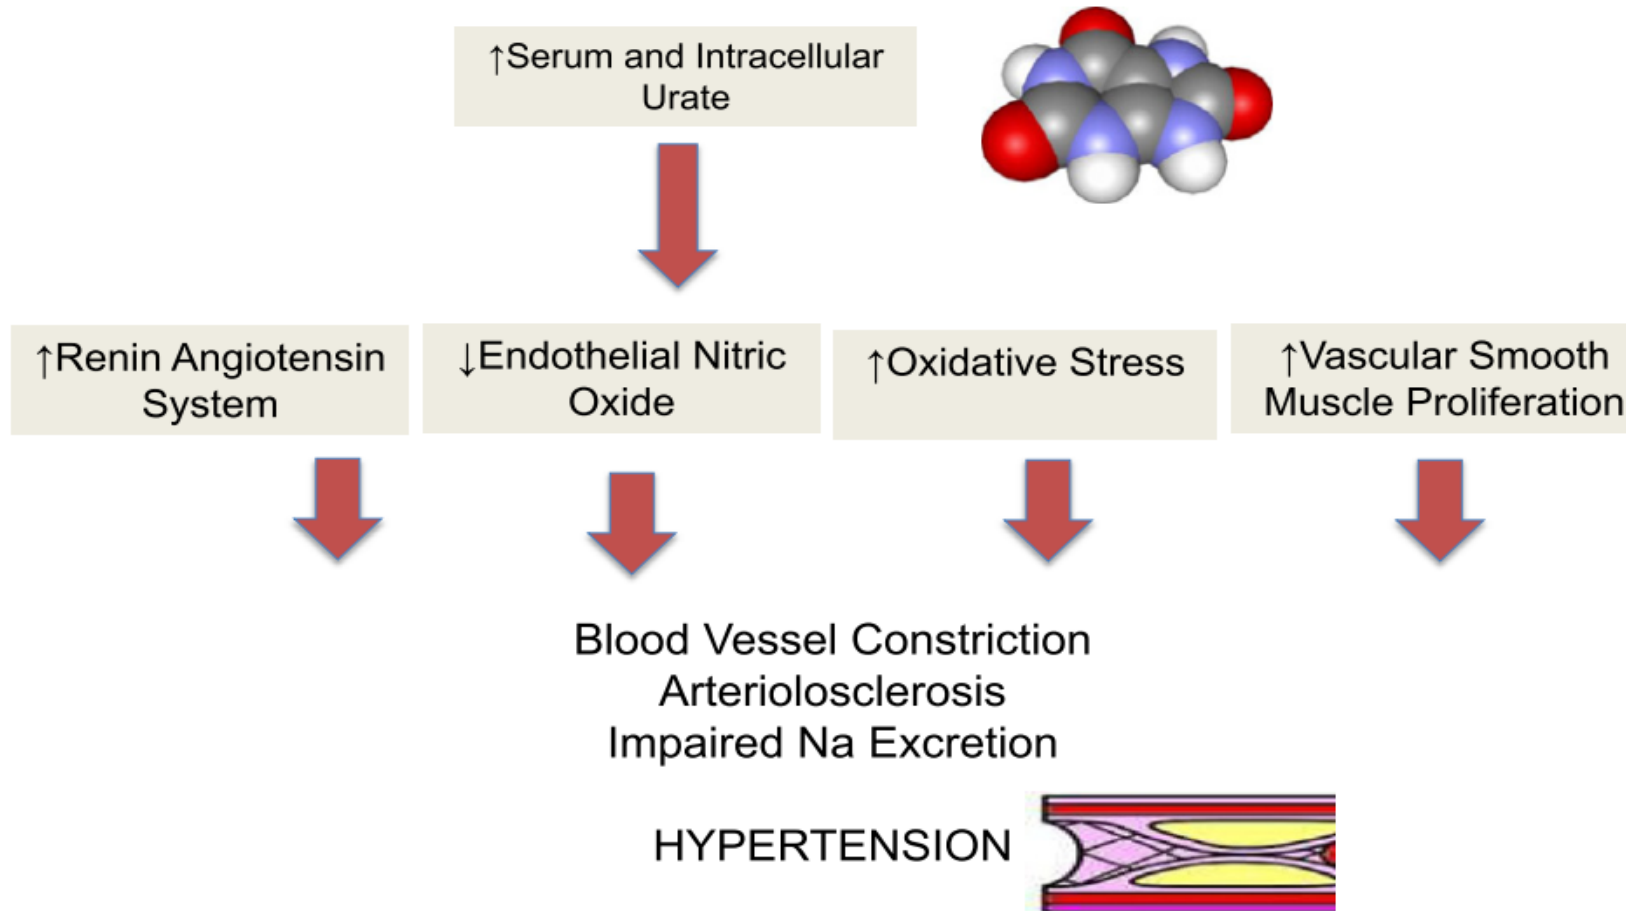 ↑Serum and Intracellular
Urate
↑Renin Angiotensin
System
↓Endothelial Nitric
Oxide
↑Oxidative Stress
↑Vascular Smooth
Muscle Proliferation
Blood Vessel Constriction
Arteriolosclerosis
Impaired Na Excretion
HYPERTENSION